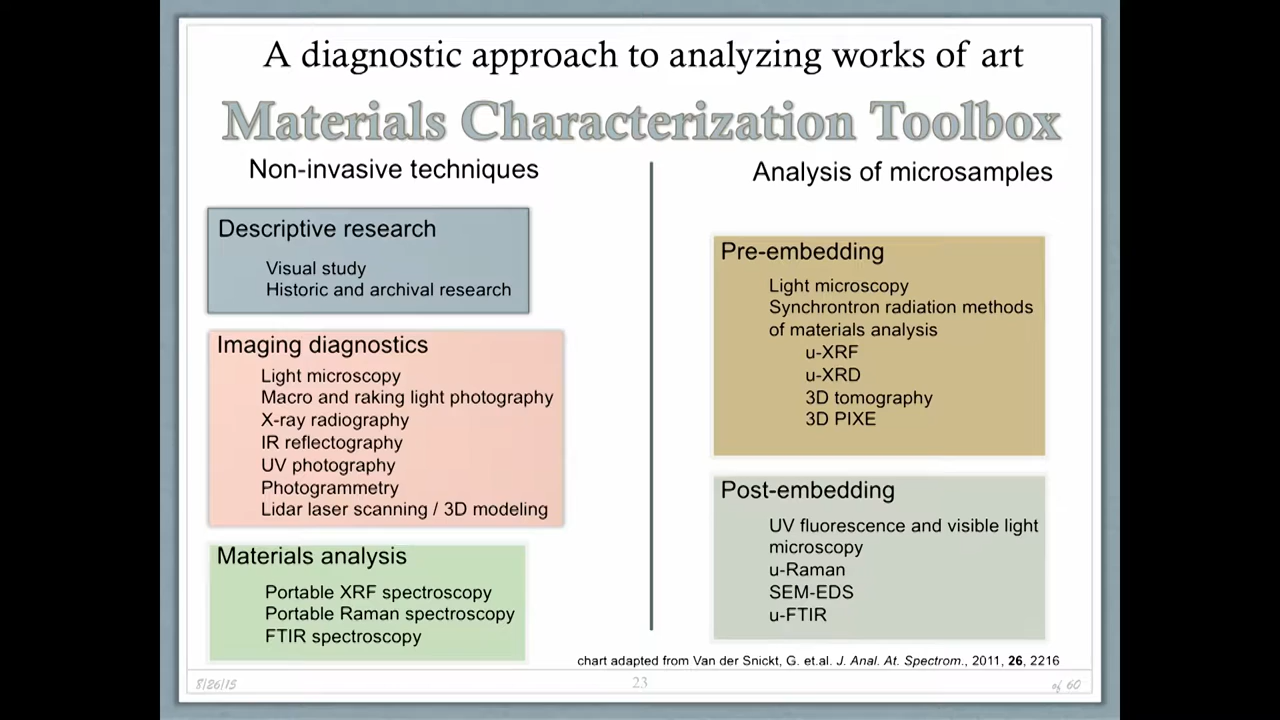 A diagnostic approach to analyzing works of art
Materials Characterization Toolbox
Non-invasive techniques
Descriptive research
Visual study
Historic and archival research
Imaging diagnostics
Light microscopy
Macro and raking light photography
X-ray radiography
IR reflectography
UV photography
Photogrammetry
Lidar laser scanning / 3D modeling
Materials analysis
Portable XRF spectroscopy
Portable Raman spectroscopy
FTIR spectroscopy
Analysis of microsamples
Pre-embedding
Light microscopy
Synchrontron radiation methods
of materials analysis
u-XRF
u-XRD
3D tomography
3D PIXE
Post-embedding
UV fluorescence and visible light
microscopy
u-Raman
SEM-EDS
u-FTIR
chart adapted from Van der Snickt, G. et.al. J. Anal. At. Spectrom., 2011, 26, 2216
8/26/15
23
of 60